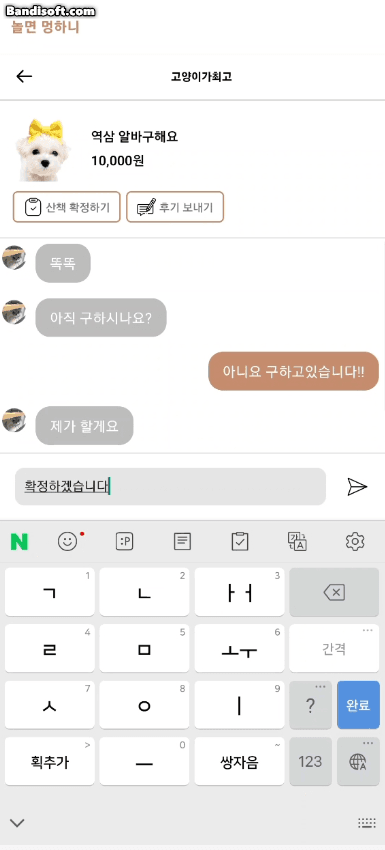 Bandisoft.com
놀면 멍하니
고양이가최고
역삼 알바구해요
10,000원
산책 확정하기
후기 보내기
똑똑
아직 구하시나요?
아니요 구하고있습니다!!
제가 할게요
확정하겠습니다
N :P 가 A
ㄱ 1 ㄴ 2 ㅏㅓ 3
ㄹ 4 ㅁ 5 ㅗㅜ 6 간격
ㅅ 7 ㅇ 8 ㅣ 9 ? 완료
획추가 > ㅡ 0 쌍자음 ~ 123 A